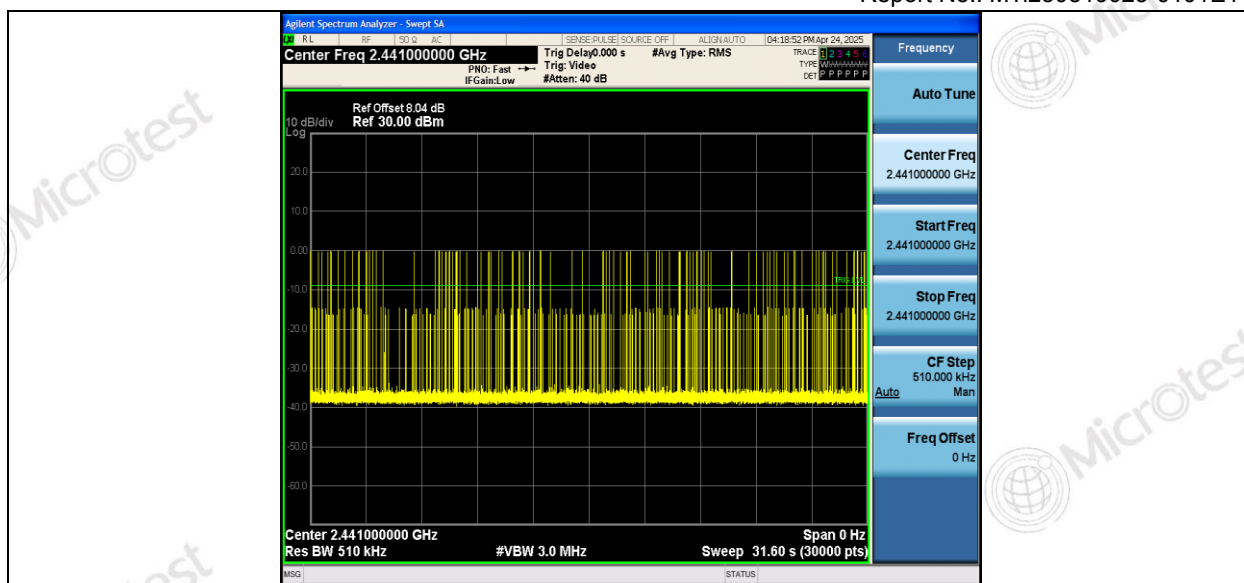 Agilent Spectrum Analyzer - Swept SA
RL RF 50 Ω AC SENSE:PULSE SOURCE OFF ALIGN AUTO 04:18:52 PM Apr 24, 2025
Center Freq 2.441000000 GHz
PNO: Fast
IFGain:Low
Trig Delay0.000 s
Trig: Video
#Atten: 40 dB
#Avg Type: RMS
TRACE 1 2 3 4 5 6
TYPE
DET P P P P P P
Ref Offset 8.04 dB
10 dB/div Ref 30.00 dBm
Log
20.0
10.0
0.00
-10.0
-20.0
-30.0
-40.0
-50.0
-60.0
Center 2.441000000 GHz Span 0 Hz
Res BW 510 kHz #VBW 3.0 MHz Sweep 31.60 s (30000 pts)
MSG STATUS
Frequency
Auto Tune
Center Freq
2.441000000 GHz
Start Freq
2.441000000 GHz
Stop Freq
2.441000000 GHz
CF Step
510.000 kHz
Auto Man
Freq Offset
0 Hz
Microtest
Microtest